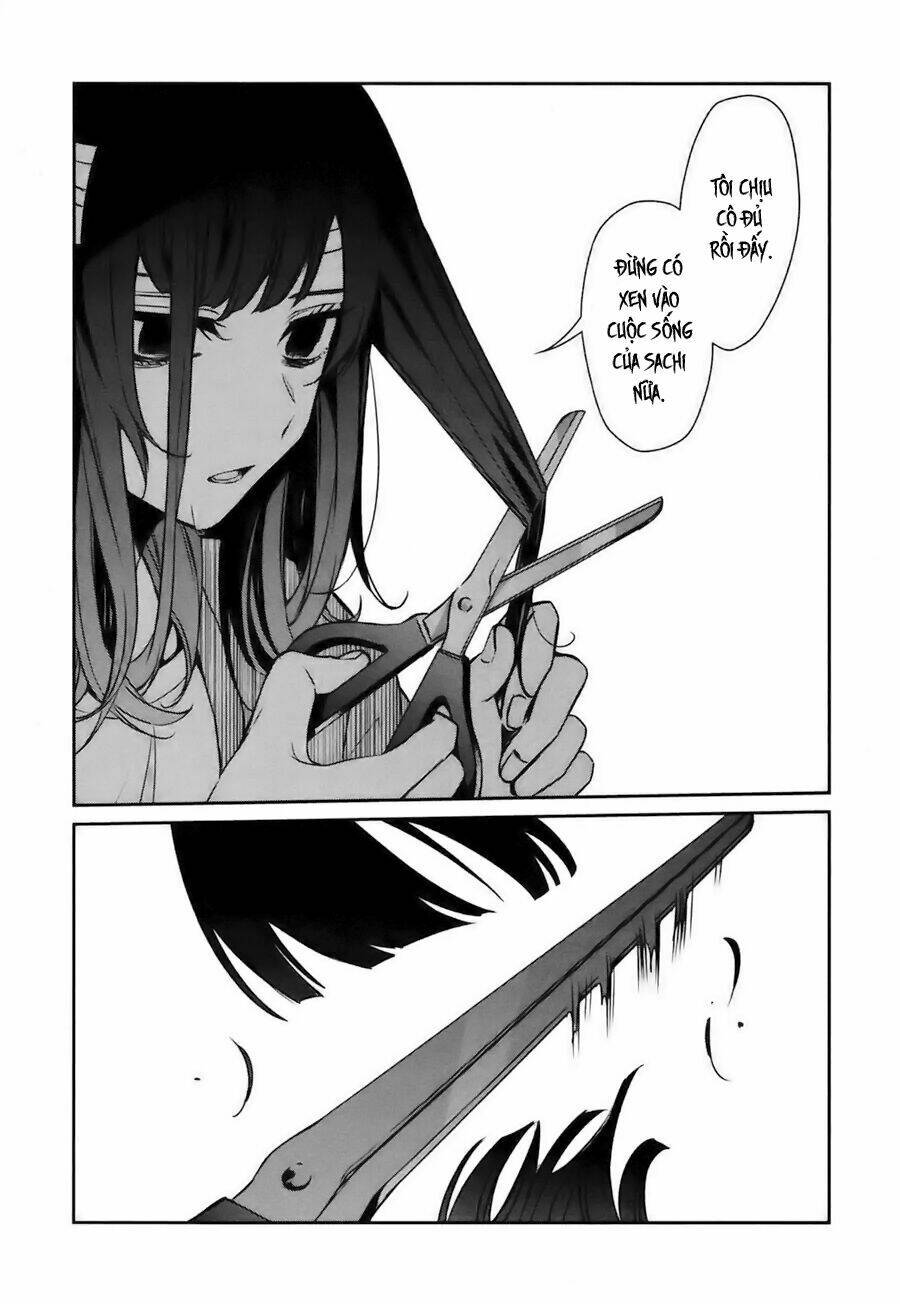 TÔI CHỊU
CÔ ĐỦ
RỒI ĐẤY.
ĐỪNG CÓ
XEN VÀO
CUỘC SỐNG
CỦA SACHI
NỮA.